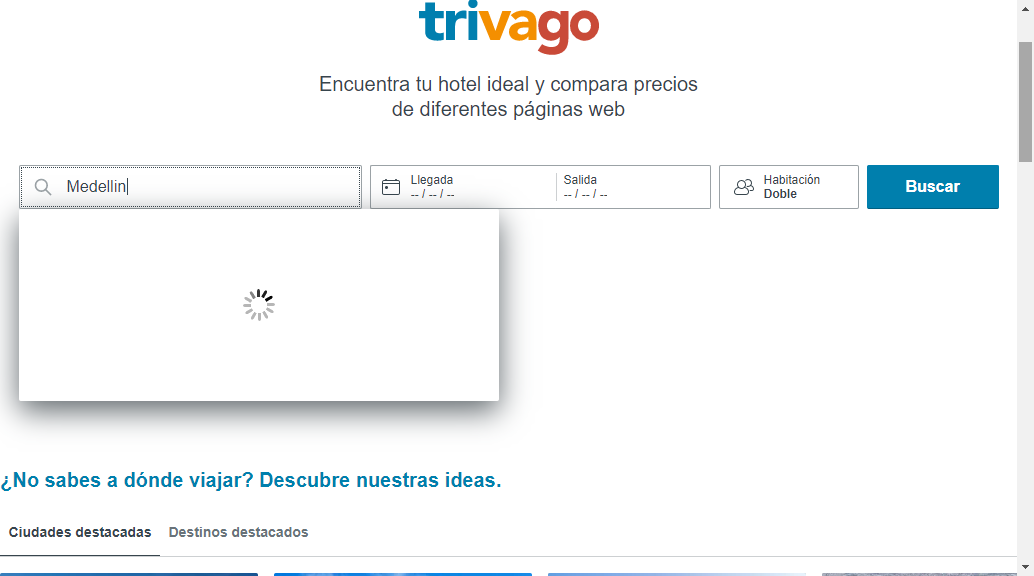 trivago
Encuentra tu hotel ideal y compara precios
de diferentes páginas web
Medellin
Llegada
-- / -- / --
Salida
-- / -- / --
Habitación
Doble
Buscar
¿No sabes a dónde viajar? Descubre nuestras ideas.
Ciudades destacadas
Destinos destacados